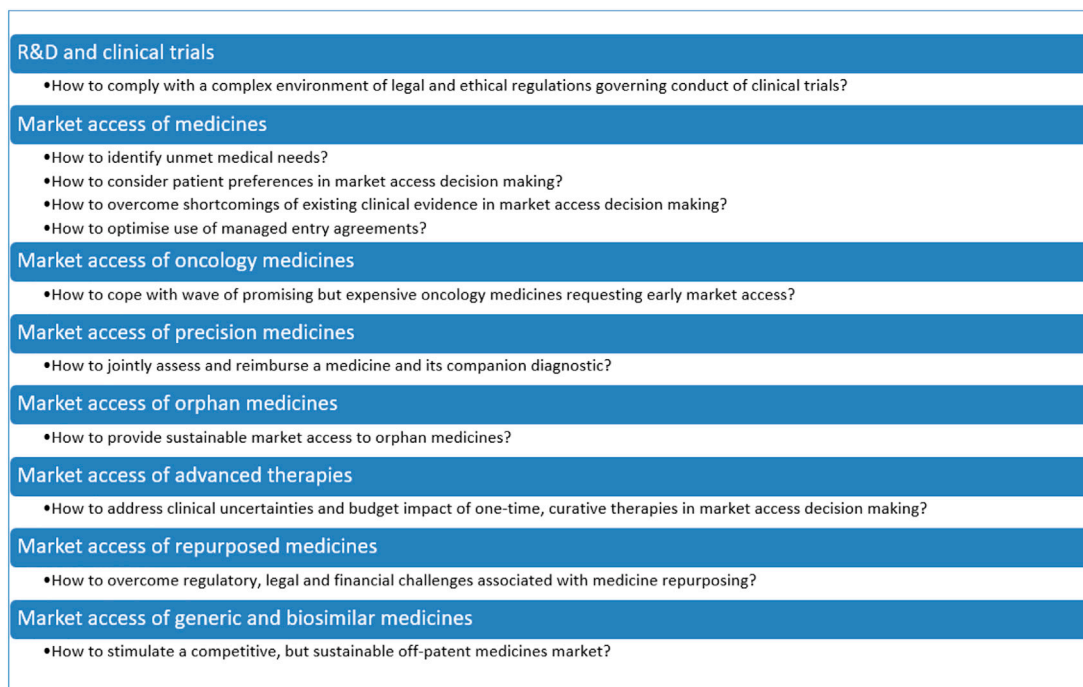 R&D and clinical trials
•How to comply with a complex environment of legal and ethical regulations governing conduct of clinical trials?
Market access of medicines
•How to identify unmet medical needs?
•How to consider patient preferences in market access decision making?
•How to overcome shortcomings of existing clinical evidence in market access decision making?
•How to optimise use of managed entry agreements?
Market access of oncology medicines
•How to cope with wave of promising but expensive oncology medicines requesting early market access?
Market access of precision medicines
•How to jointly assess and reimburse a medicine and its companion diagnostic?
Market access of orphan medicines
•How to provide sustainable market access to orphan medicines?
Market access of advanced therapies
•How to address clinical uncertainties and budget impact of one-time, curative therapies in market access decision making?
Market access of repurposed medicines
•How to overcome regulatory, legal and financial challenges associated with medicine repurposing?
Market access of generic and biosimilar medicines
•How to stimulate a competitive, but sustainable off-patent medicines market?